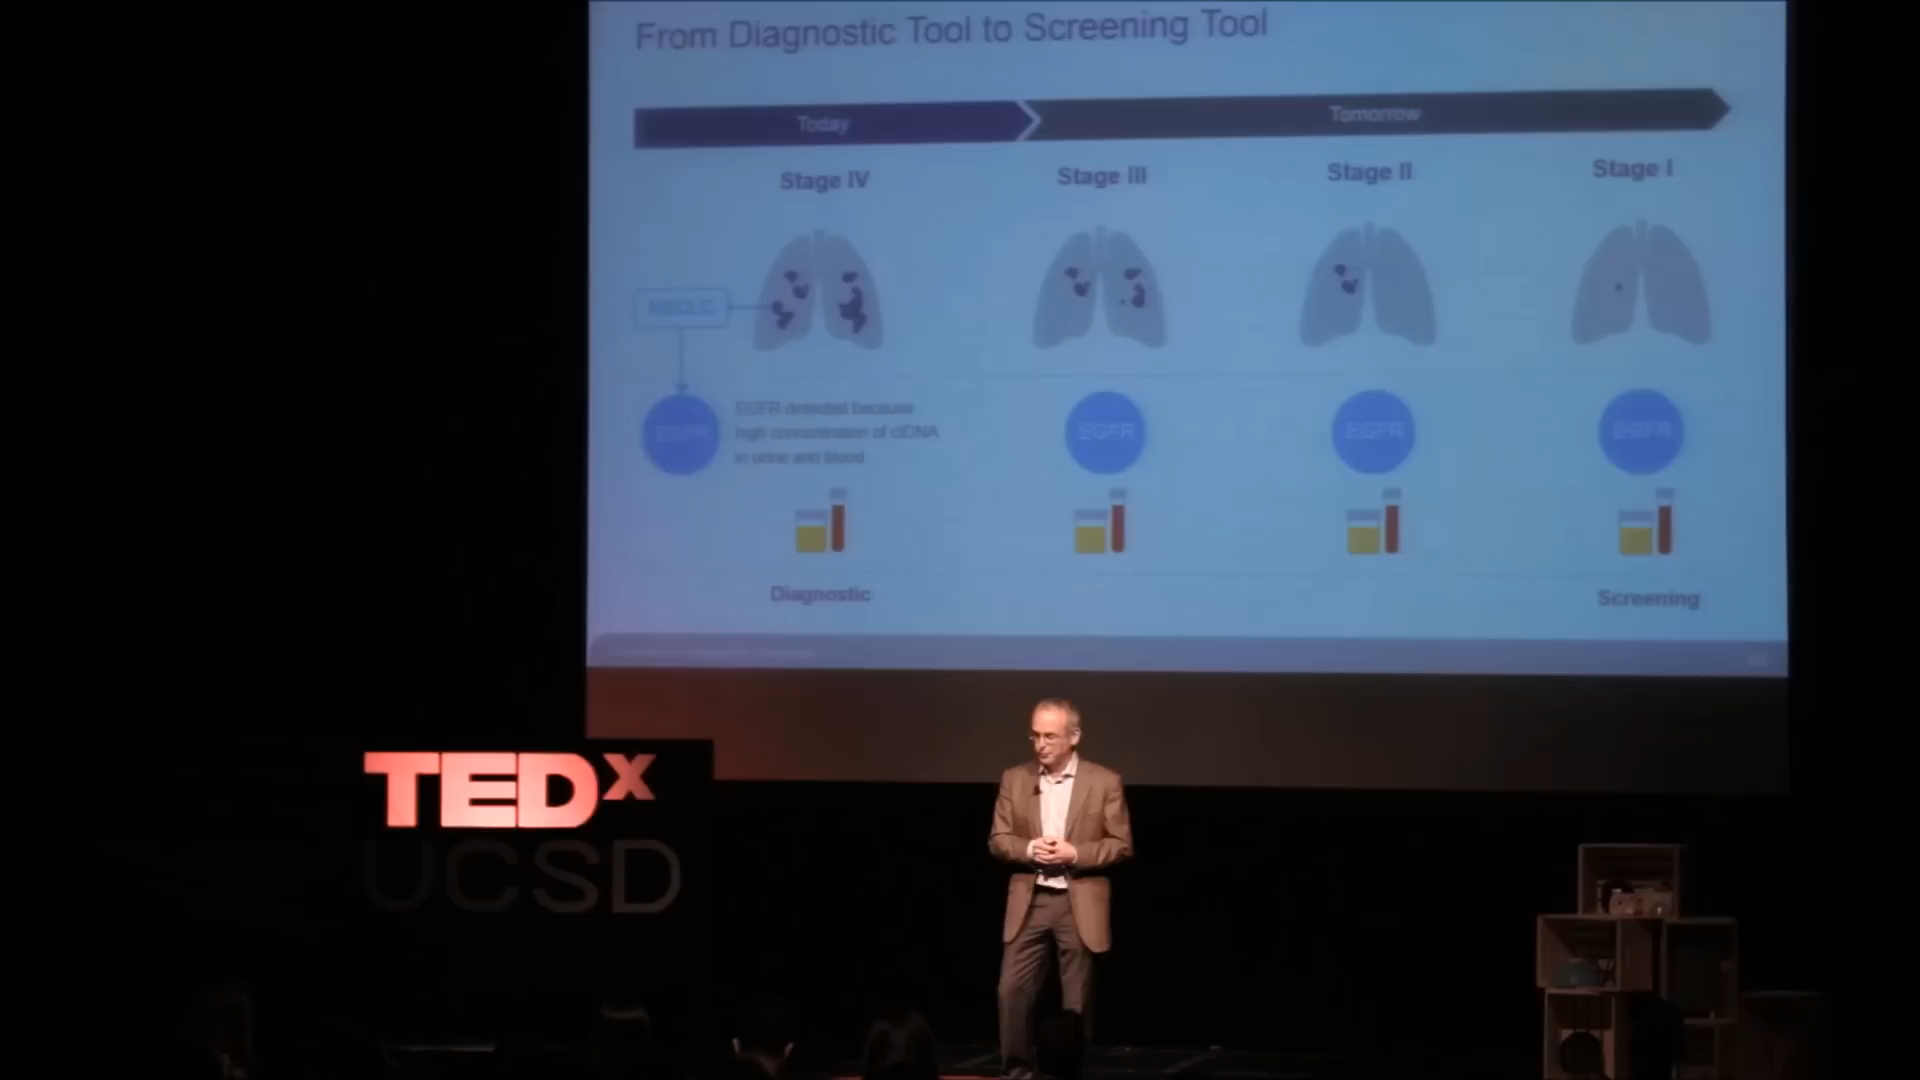 From Diagnostic Tool to Screening Tool
Today
Tomorrow
Stage IV
Stage III
Stage II
Stage I
EGFR
EGFR detected because
high concentration of ctDNA
in urine and blood
EGFR
EGFR
EGFR
Diagnostic
Screening
TEDx
UCSD